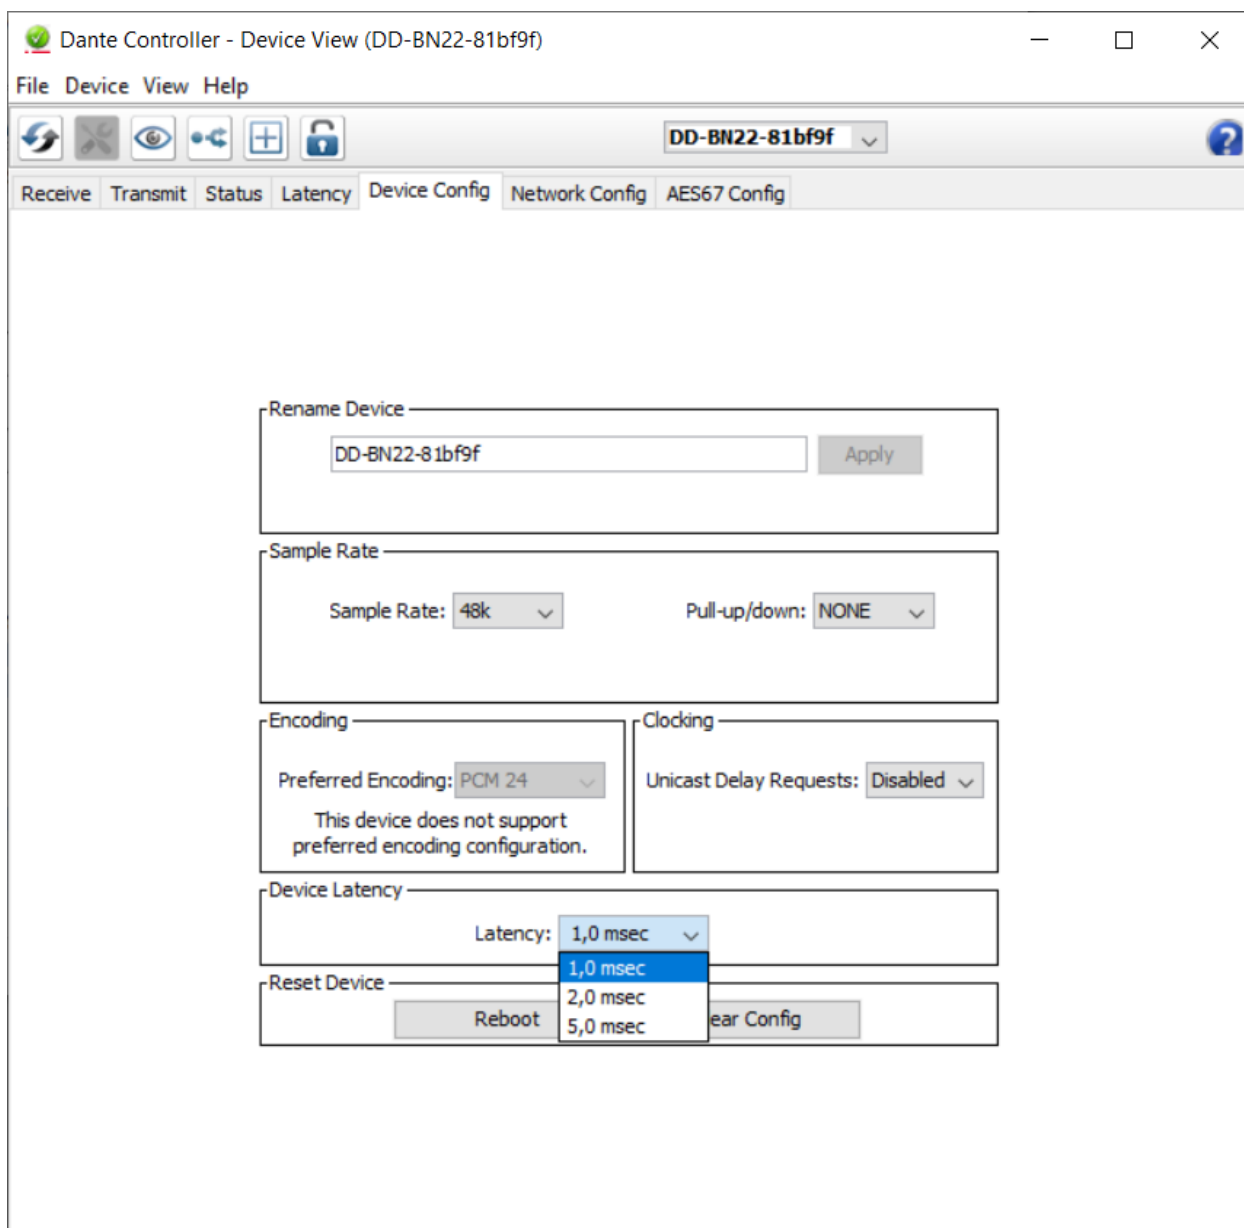 Dante Controller - Device View (DD-BN22-81bf9f)
File Device View Help
DD-BN22-81bf9f
Receive Transmit Status Latency Device Config Network Config AES67 Config
Rename Device
DD-BN22-81bf9f Apply
Sample Rate
Sample Rate: 48k Pull-up/down: NONE
Encoding Clocking
Preferred Encoding: PCM 24 Unicast Delay Requests: Disabled
This device does not support
preferred encoding configuration.
Device Latency
Latency: 1,0 msec
1,0 msec
Reset Device
2,0 msec
Reboot ear Config
5,0 msec